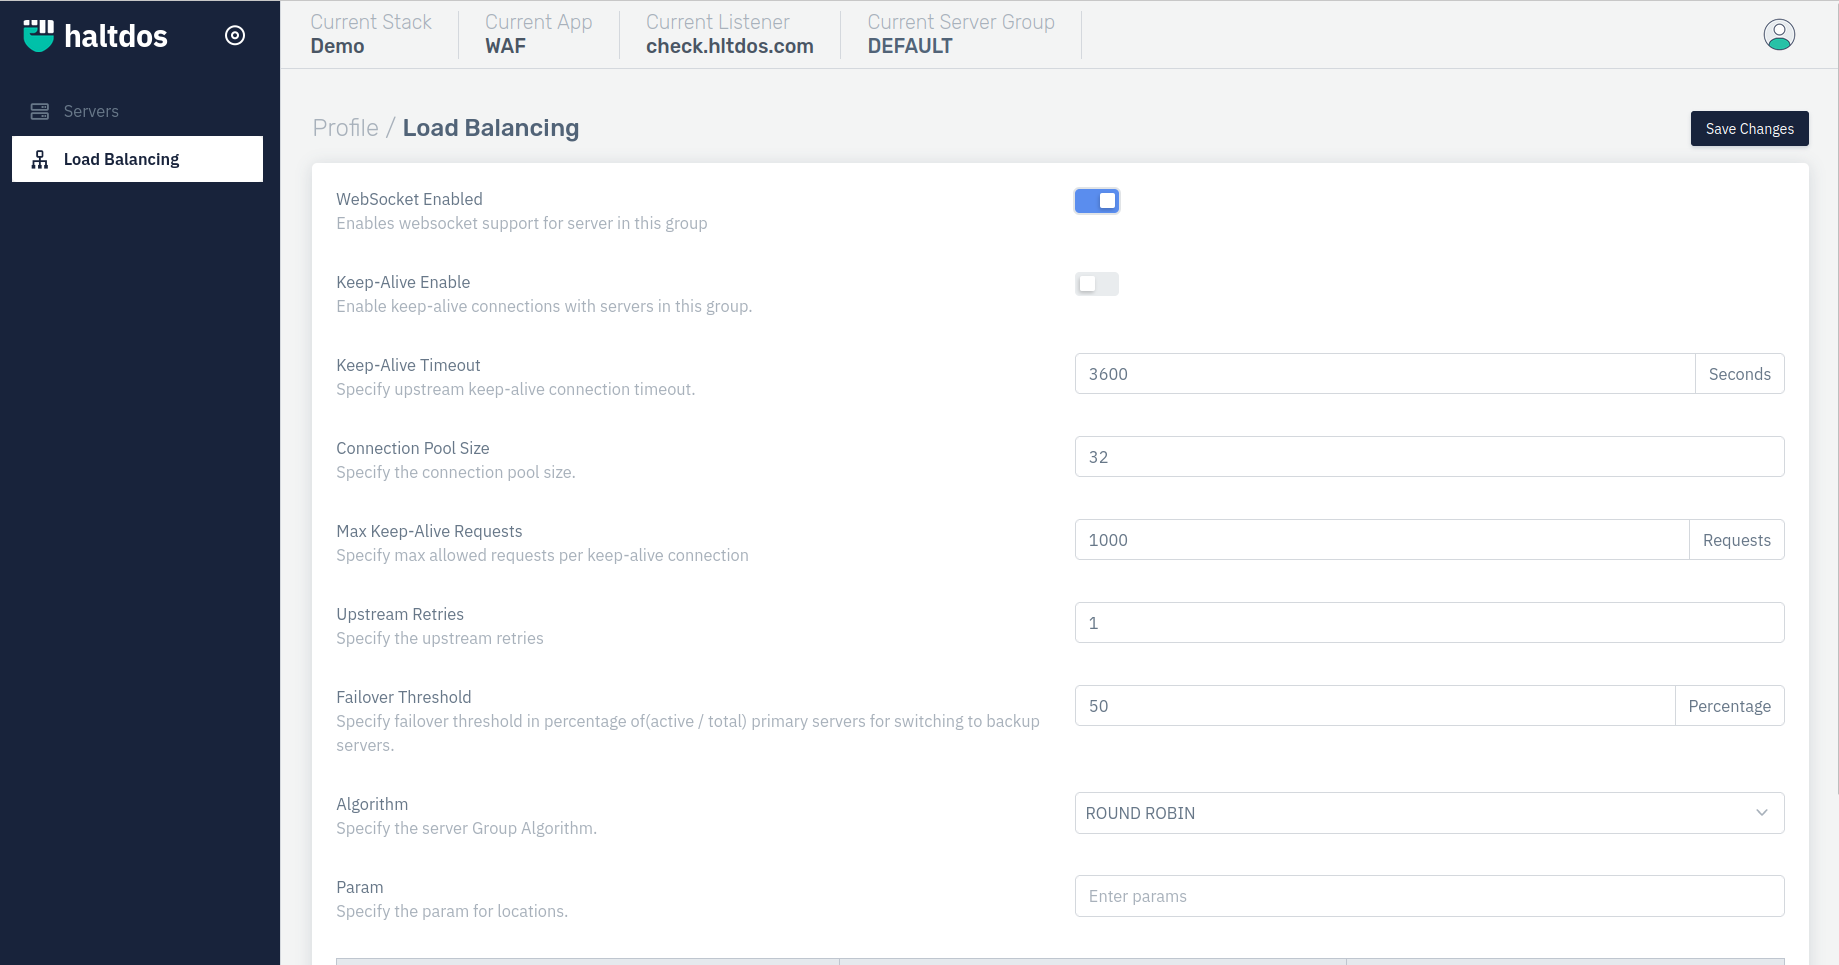 haltdos
Current Stack
Demo
Current App
WAF
Current Listener
check.hltdos.com
Current Server Group
DEFAULT
Servers
Load Balancing
Profile / Load Balancing
Save Changes
WebSocket Enabled
Enables websocket support for server in this group
Keep-Alive Enable
Enable keep-alive connections with servers in this group.
Keep-Alive Timeout
Specify upstream keep-alive connection timeout.
3600
Seconds
Connection Pool Size
Specify the connection pool size.
32
Max Keep-Alive Requests
Specify max allowed requests per keep-alive connection
1000
Requests
Upstream Retries
Specify the upstream retries
1
Failover Threshold
Specify failover threshold in percentage of(active / total) primary servers for switching to backup
servers.
50
Percentage
Algorithm
Specify the server Group Algorithm.
ROUND ROBIN
Param
Specify the param for locations.
Enter params